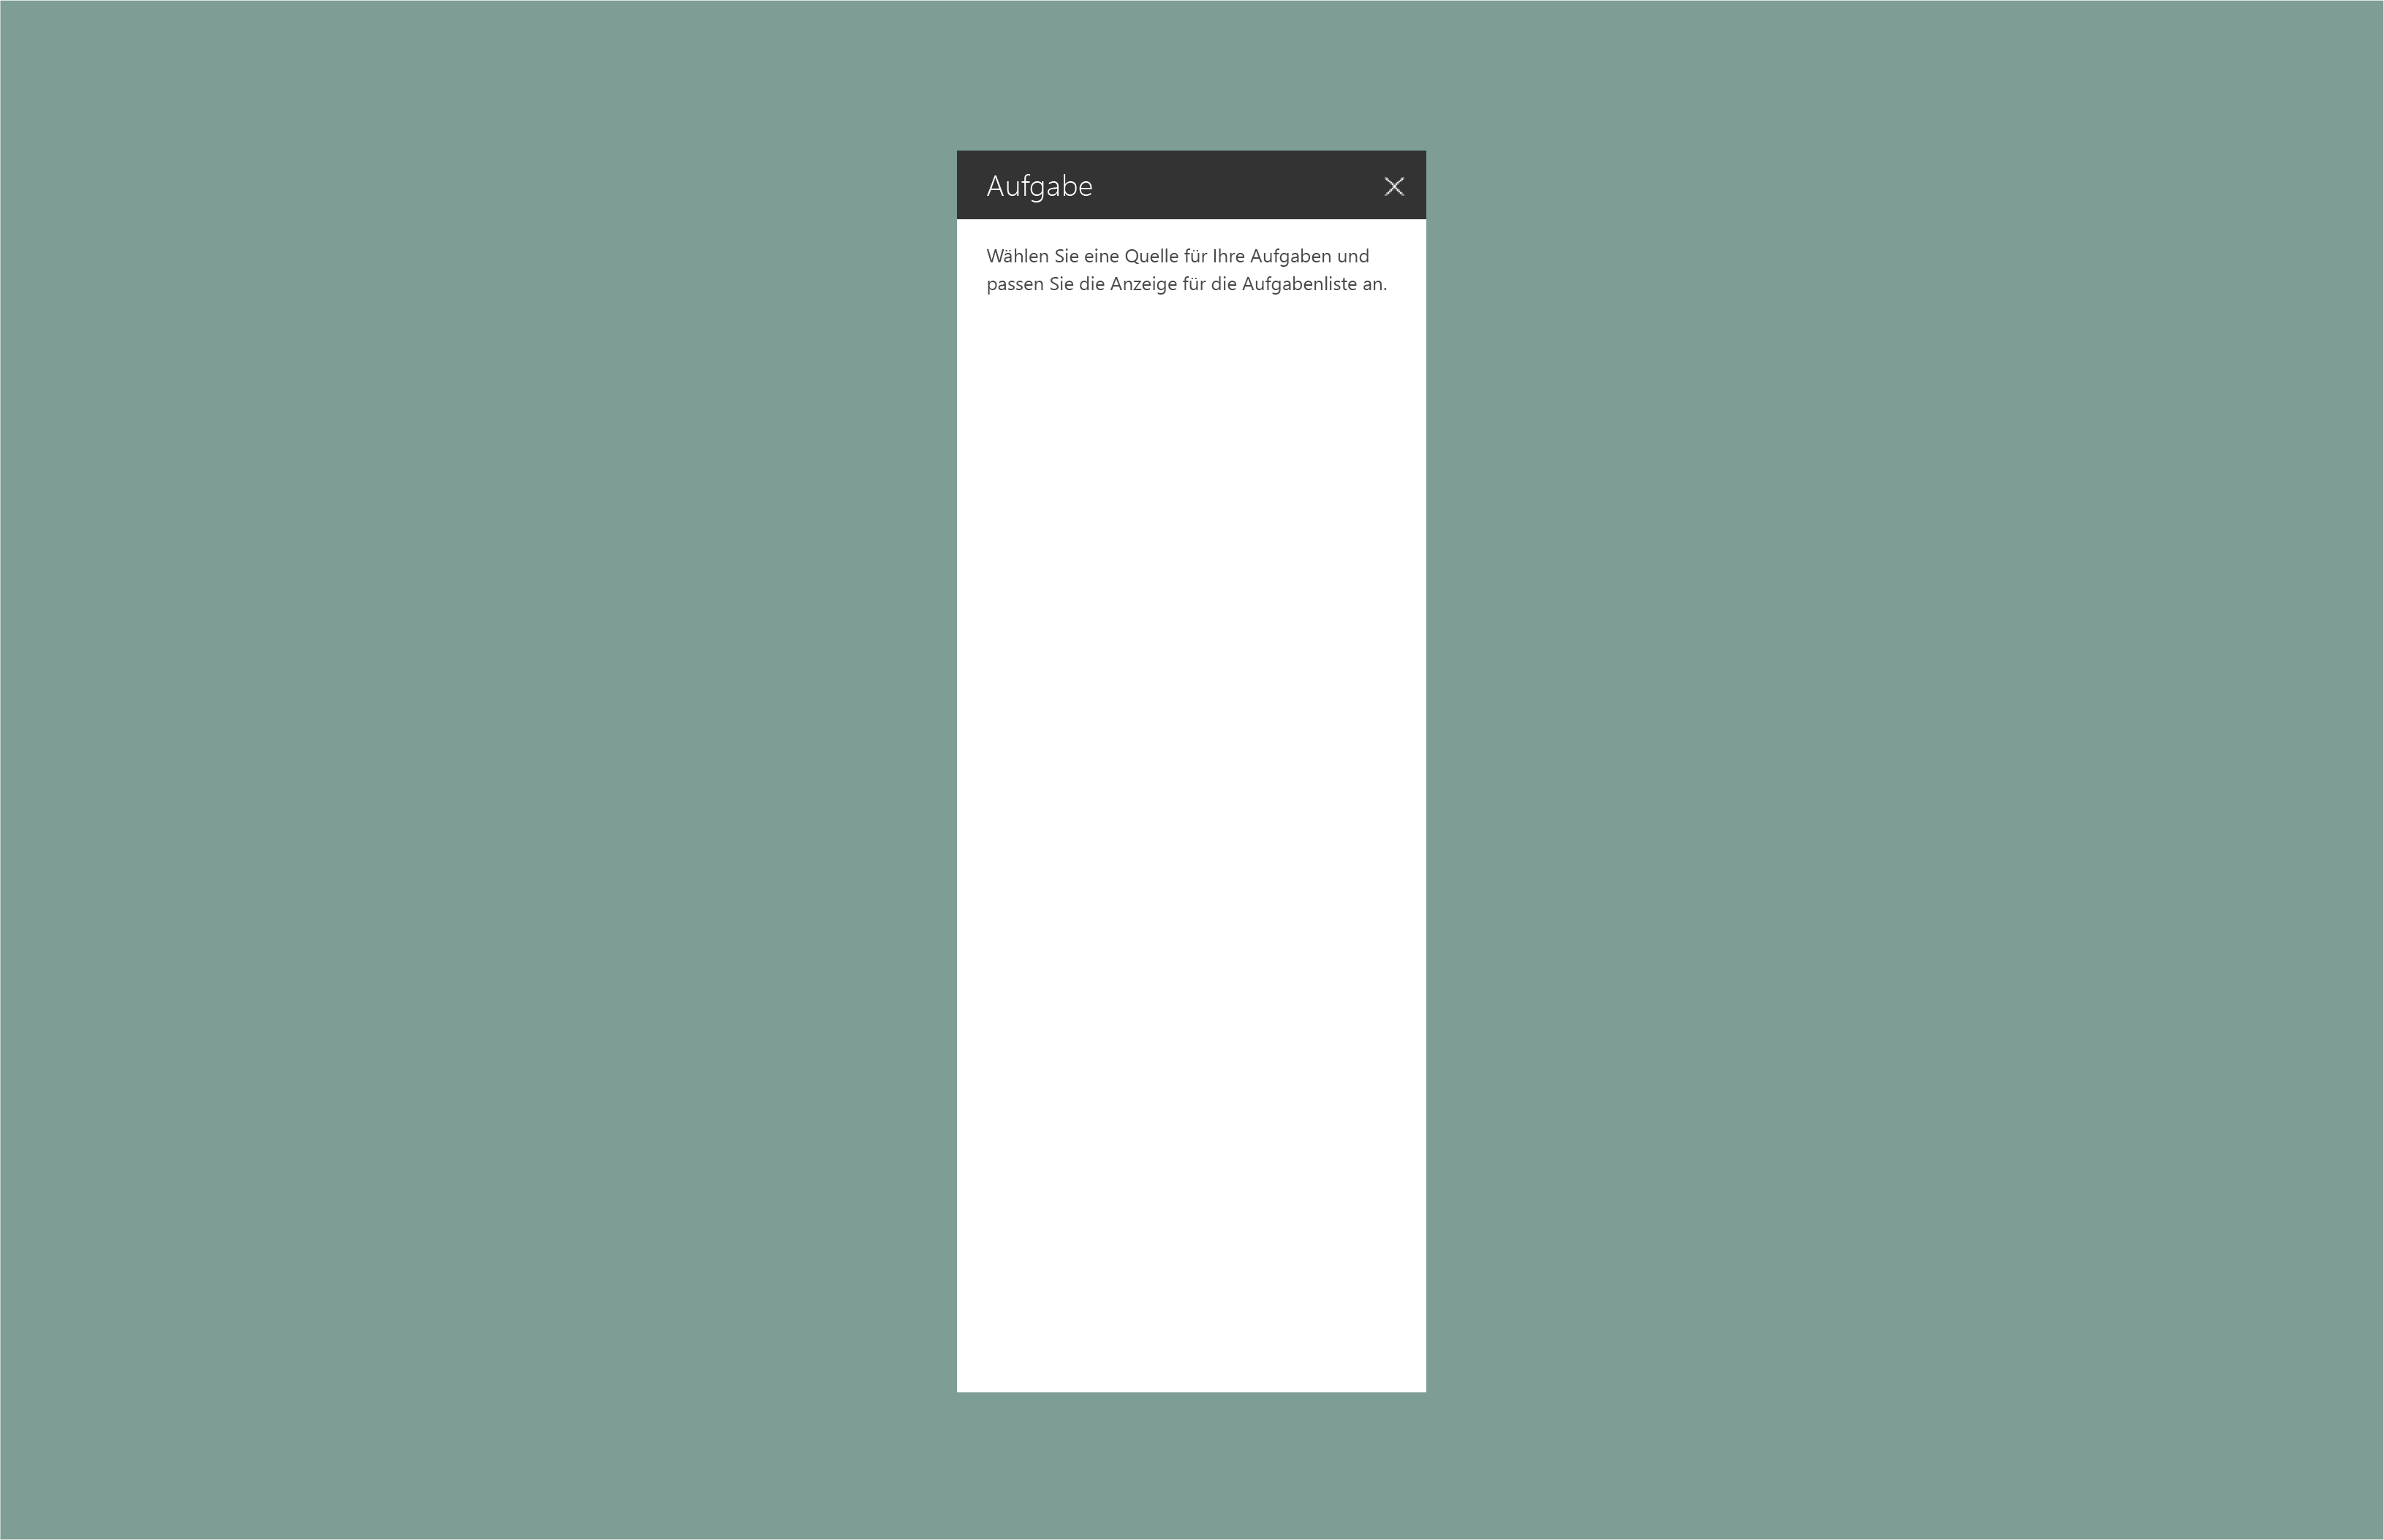 Aufgabe
Wählen Sie eine Quelle für Ihre Aufgaben und
passen Sie die Anzeige für die Aufgabenliste an.